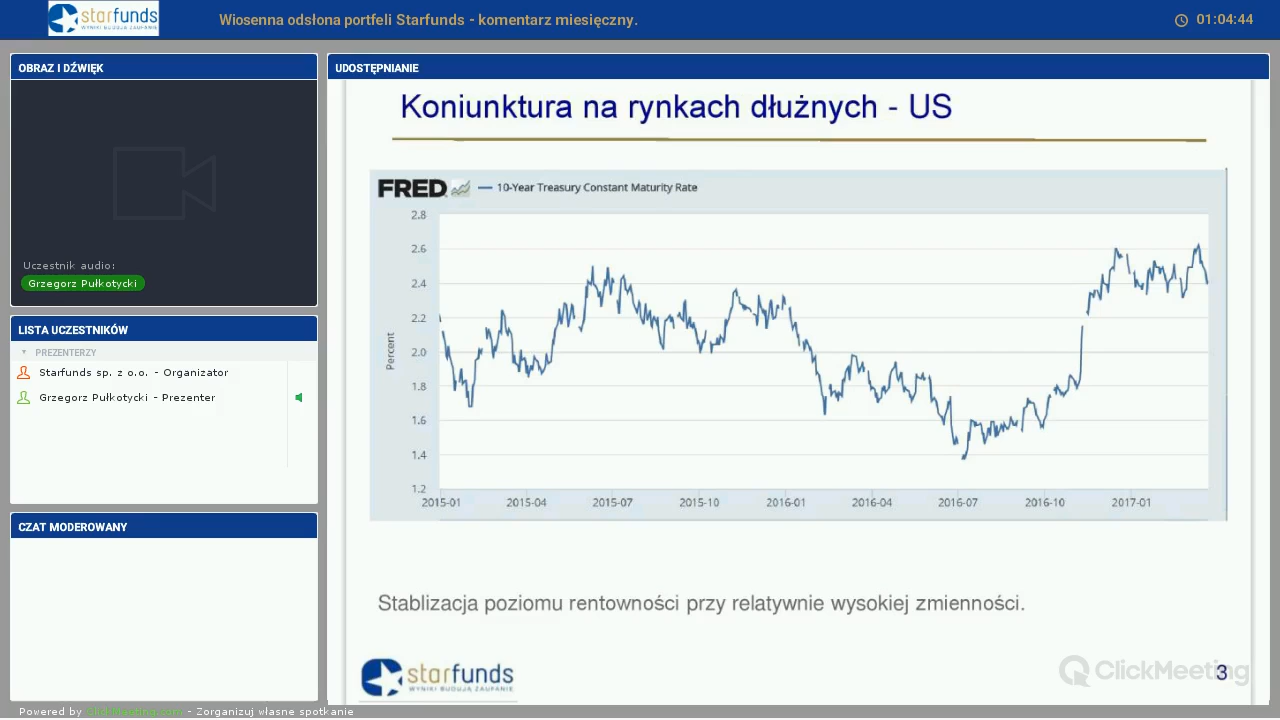 starfunds
WYNIKI BUDUJĄ ZAUFANIE
Wiosenna odsłona portfeli Starfunds - komentarz miesięczny.
01:04:44
OBRAZ I DŹWIĘK
Uczestnik audio:
Grzegorz Pułkotycki
LISTA UCZESTNIKÓW
PREZENTERZY
Starfunds sp. z o.o. - Organizator
Grzegorz Pułkotycki - Prezenter
CZAT MODEROWANY
UDOSTĘPNIANIE
Koniunktura na rynkach dłużnych - US
FRED
10-Year Treasury Constant Maturity Rate
Percent
2.8
2.6
2.4
2.2
2.0
1.8
1.6
1.4
1.2
2015-01 2015-04 2015-07 2015-10 2016-01 2016-04 2016-07 2016-10 2017-01
Stablizacja poziomu rentowności przy relatywnie wysokiej zmienności.
starfunds
WYNIKI BUDUJĄ ZAUFANIE
ClickMeeting
3
Powered by ClickMeeting.com - Zorganizuj własne spotkanie